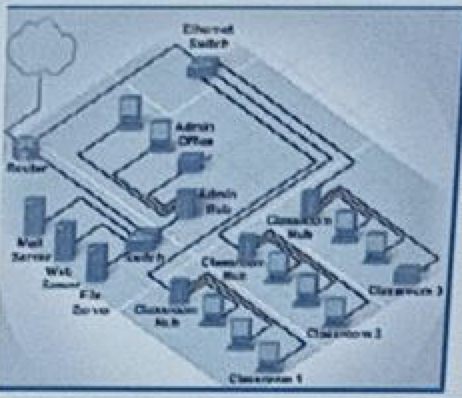 Ethernet
Switch
Admin
Office
Router
Admin
Hub
Classroom
Hub
Mail
Server
Web
Server
File
Server
Switch
Classroom
Hub
Classroom 3
Classroom
Hub
Classroom 2
Classroom 1